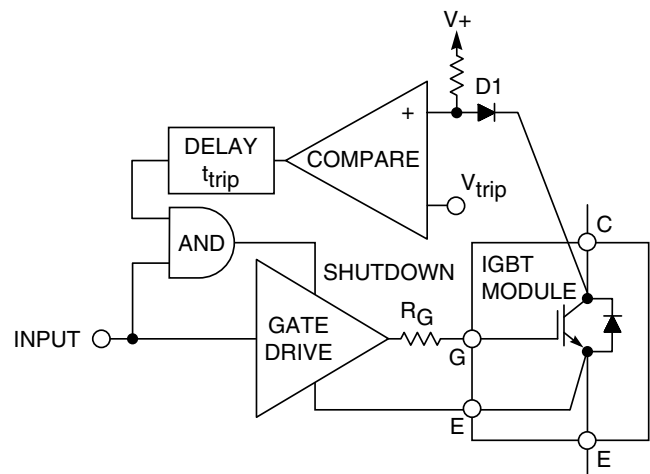 V+
D1
+
DELAY
t_trip
COMPARE
V_trip
C
AND
SHUTDOWN
IGBT
MODULE
R_G
INPUT
GATE
DRIVE
G
E
E